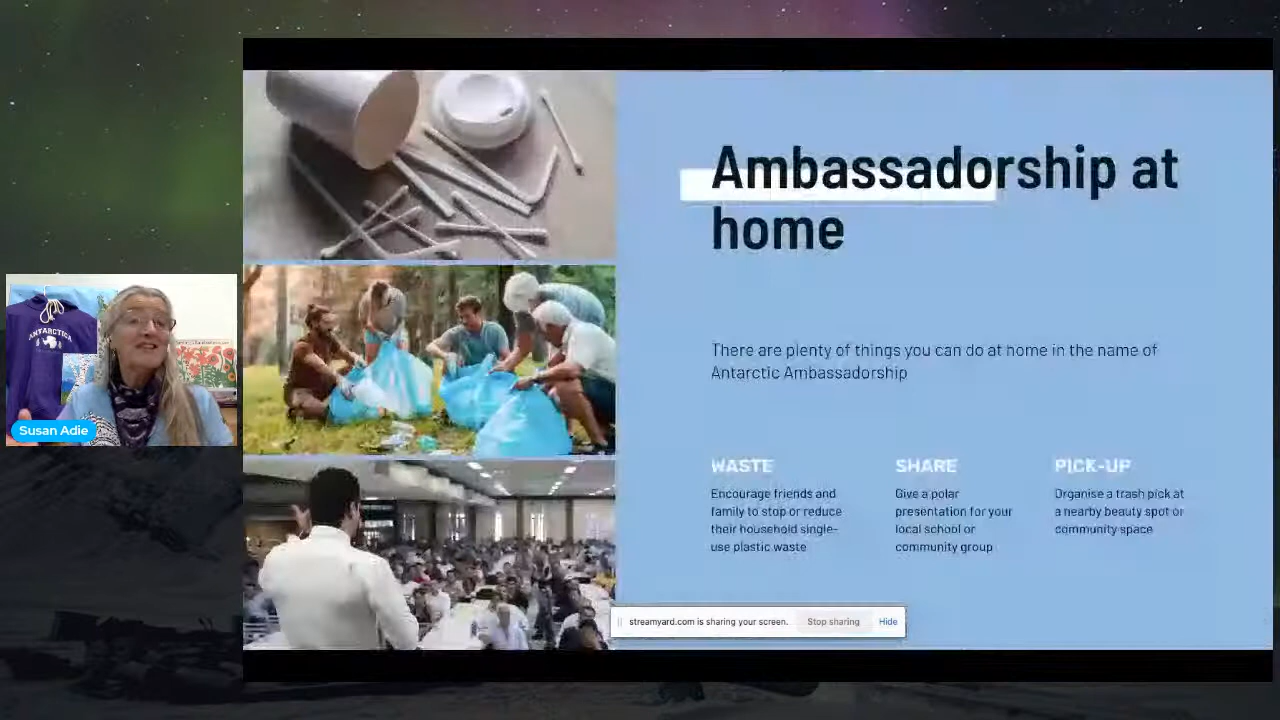 Ambassadorship at
home
There are plenty of things you can do at home in the name of
Antarctic Ambassadorship
WASTE
Encourage friends and
family to stop or reduce
their household single-
use plastic waste
SHARE
Give a polar
presentation for your
local school or
community group
PICK-UP
Organise a trash pick at
a nearby beauty spot or
community space
ANTARCTICA
Susan Adie
streamyard.com is sharing your screen.
Stop sharing
Hide